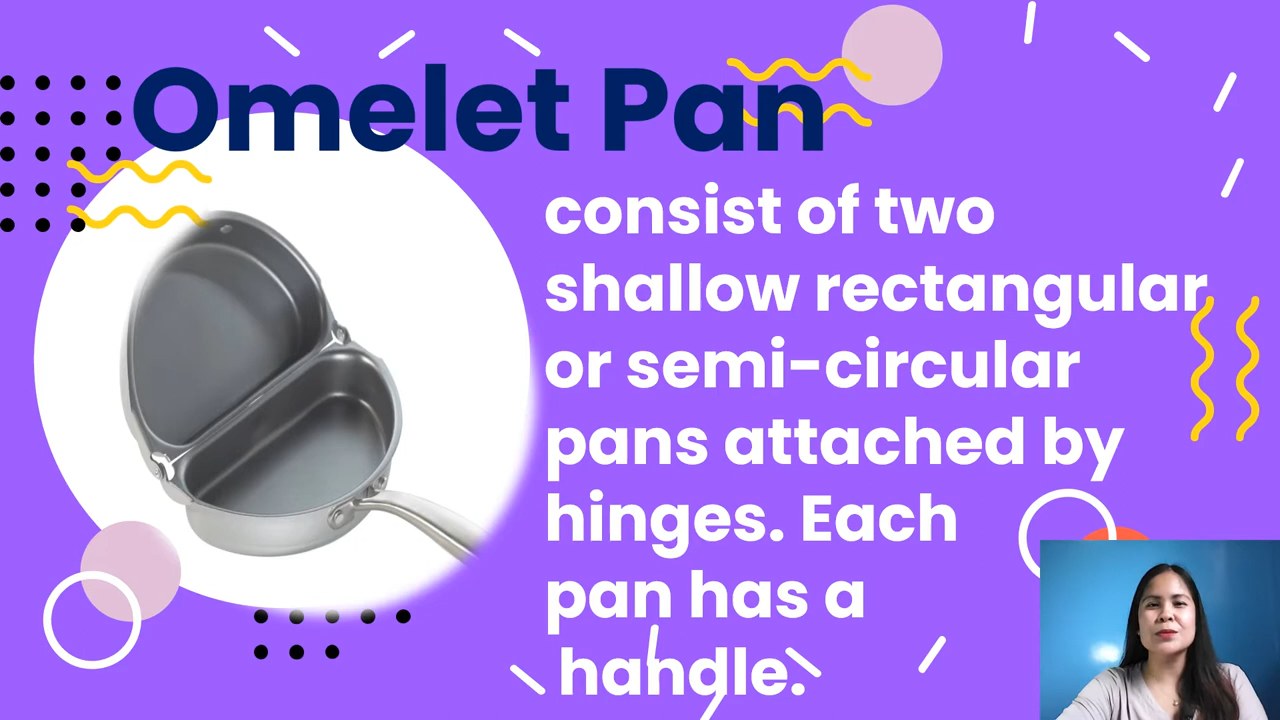 Omelet Pan
consist of two
shallow rectangular
or semi-circular
pans attached by
hinges. Each
pan has a
handle.